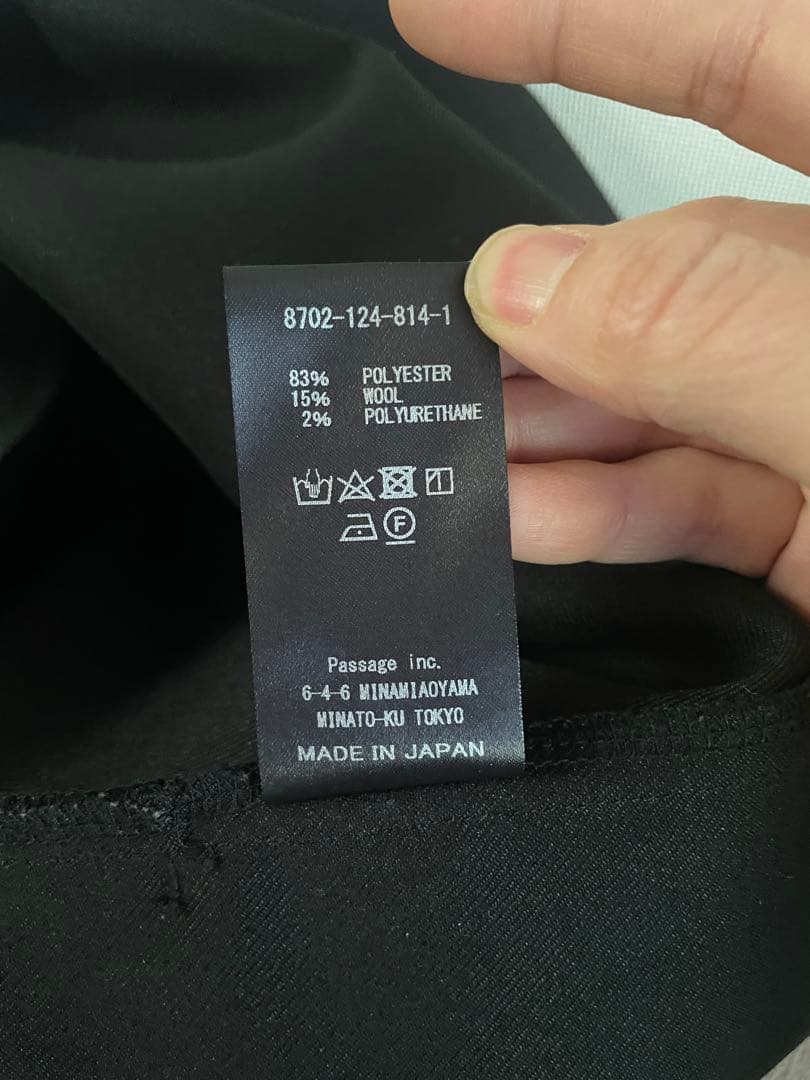 8702-124-814-1
83% POLYESTER
15% WOOL
2% POLYURETHANE
F
Passage inc.
6-4-6 MINAMIAOYAMA
MINATO-KU TOKYO
MADE IN JAPAN